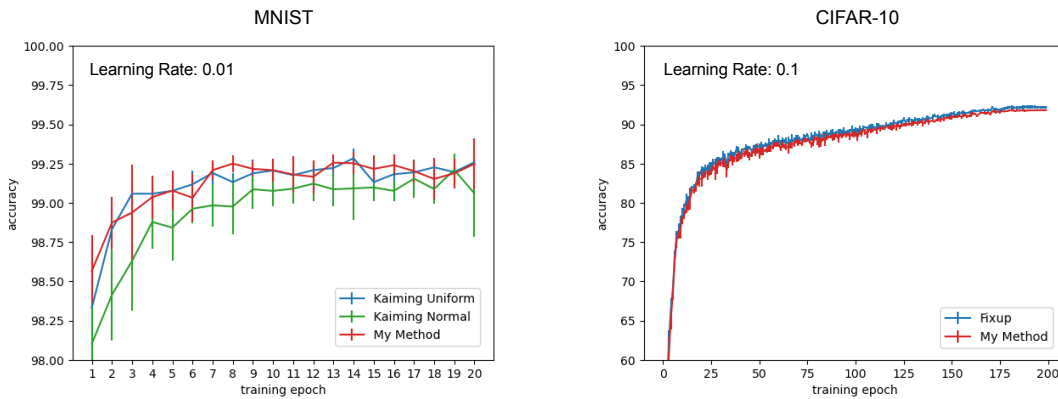 MNIST
100.00
99.75
99.50
99.25
99.00
98.75
98.50
98.25
98.00
accuracy
Learning Rate: 0.01
Kaiming Uniform
Kaiming Normal
My Method
1 2 3 4 5 6 7 8 9 10 11 12 13 14 15 16 17 18 19 20
training epoch
CIFAR-10
100
95
90
85
80
75
70
65
60
accuracy
Learning Rate: 0.1
Fixup
My Method
0 25 50 75 100 125 150 175 200
training epoch